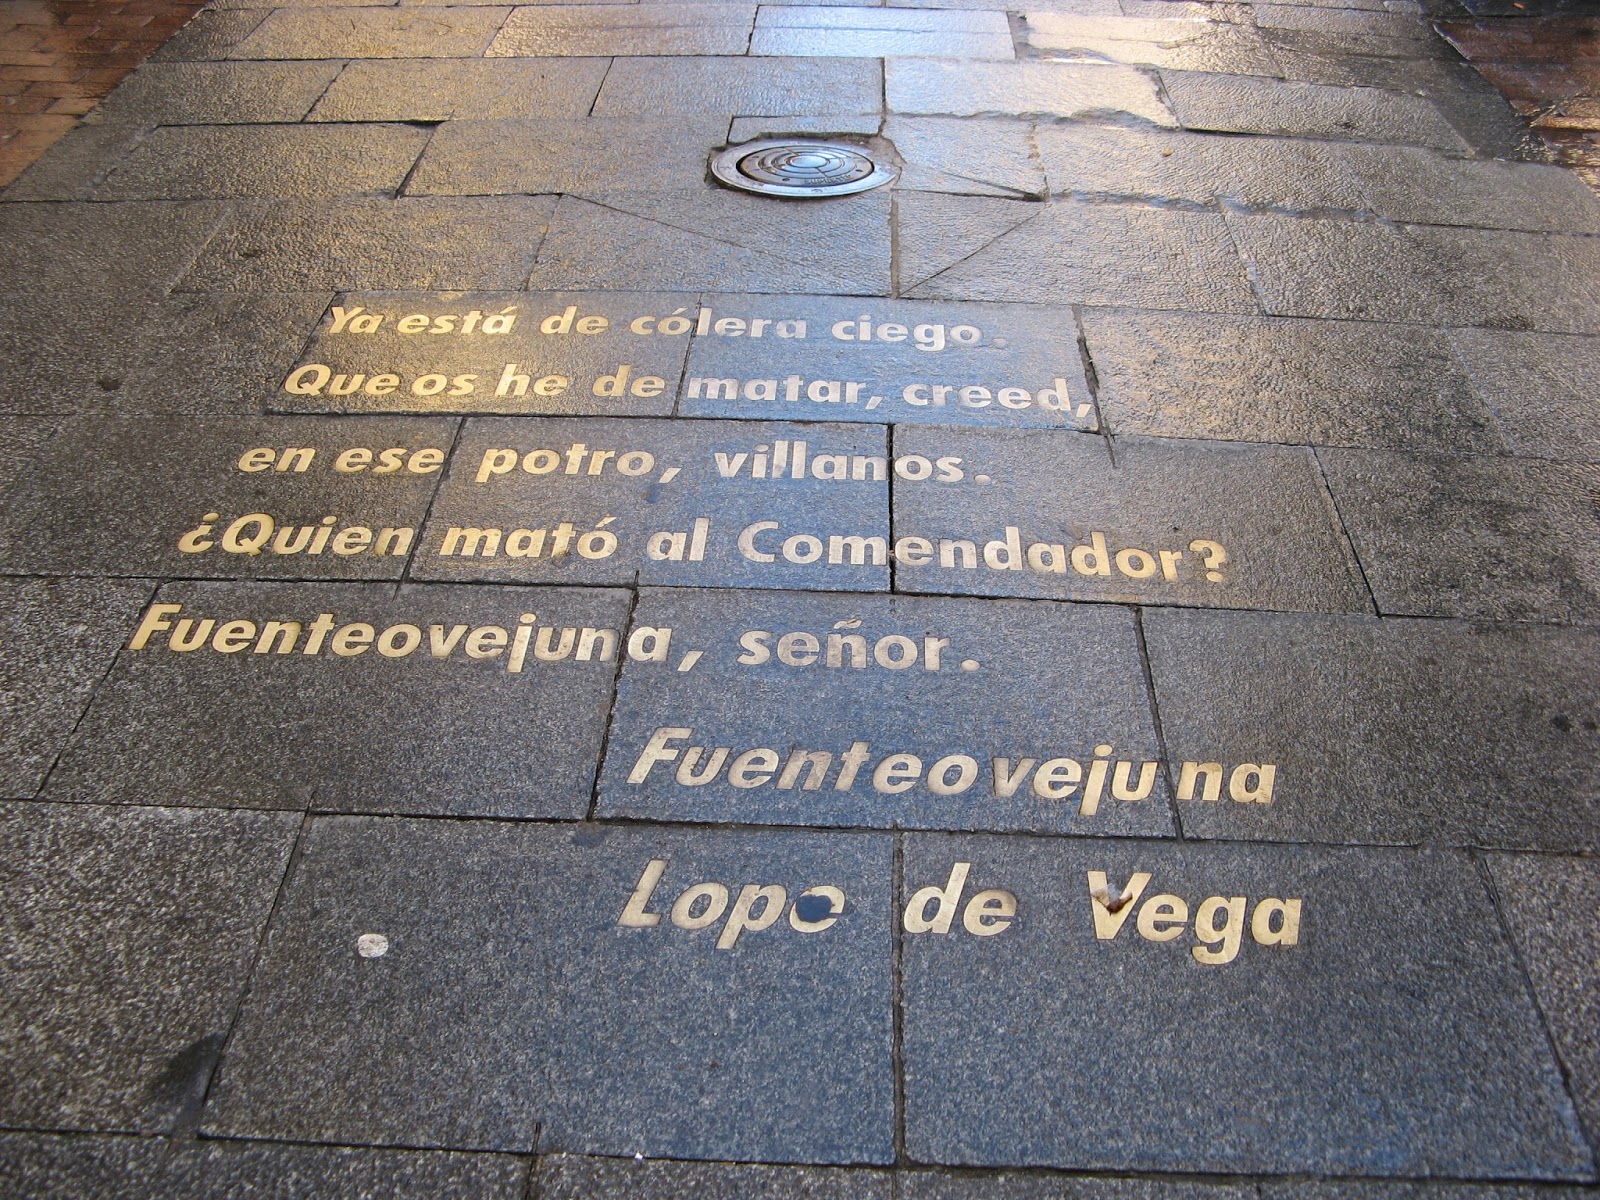 Ya está de cólera ciego.
Que os he de matar, creed,
en ese potro, villanos.
¿Quien mató al Comendador?
Fuenteovejuna, señor.
Fuenteovejuna
Lope de Vega